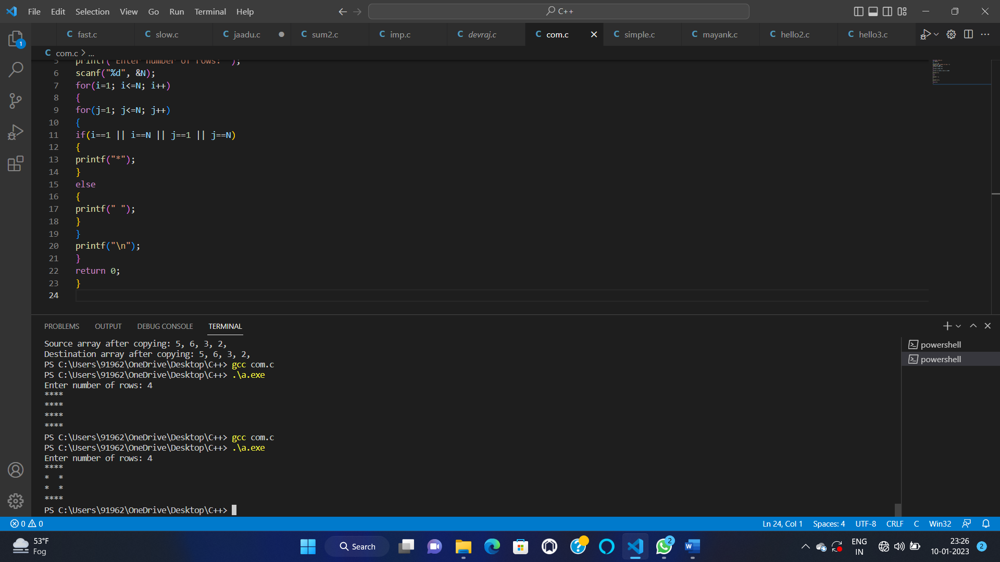 File Edit Selection View Go Run Terminal Help
C++
1
C fast.c
C slow.c
C jaadu.c
C sum2.c
C imp.c
C devraj.c
C com.c
C simple.c
C mayank.c
C hello2.c
C hello3.c
C com.c > ...
5 printf("Enter number of rows: ");
6 scanf("%d", &N);
7 for(i=1; i<=N; i++)
8 {
9 for(j=1; j<=N; j++)
10 {
11 if(i==1 || i==N || j==1 || j==N)
12 {
13 printf("*");
14 }
15 else
16 {
17 printf(" ");
18 }
19 }
20 printf("\n");
21 }
22 return 0;
23 }
24
PROBLEMS OUTPUT DEBUG CONSOLE TERMINAL
Source array after copying: 5, 6, 3, 2,
Destination array after copying: 5, 6, 3, 2,
PS C:\Users\91962\OneDrive\Desktop\C++> gcc com.c
PS C:\Users\91962\OneDrive\Desktop\C++> .\a.exe
Enter number of rows: 4
****
****
****
****
PS C:\Users\91962\OneDrive\Desktop\C++> gcc com.c
PS C:\Users\91962\OneDrive\Desktop\C++> .\a.exe
Enter number of rows: 4
****
*  *
*  *
****
PS C:\Users\91962\OneDrive\Desktop\C++>
powershell
powershell
0 0
Ln 24, Col 1 Spaces: 4 UTF-8 CRLF C Win32
53°F
Fog
Search
2
ENG
IN
23:26
10-01-2023
2